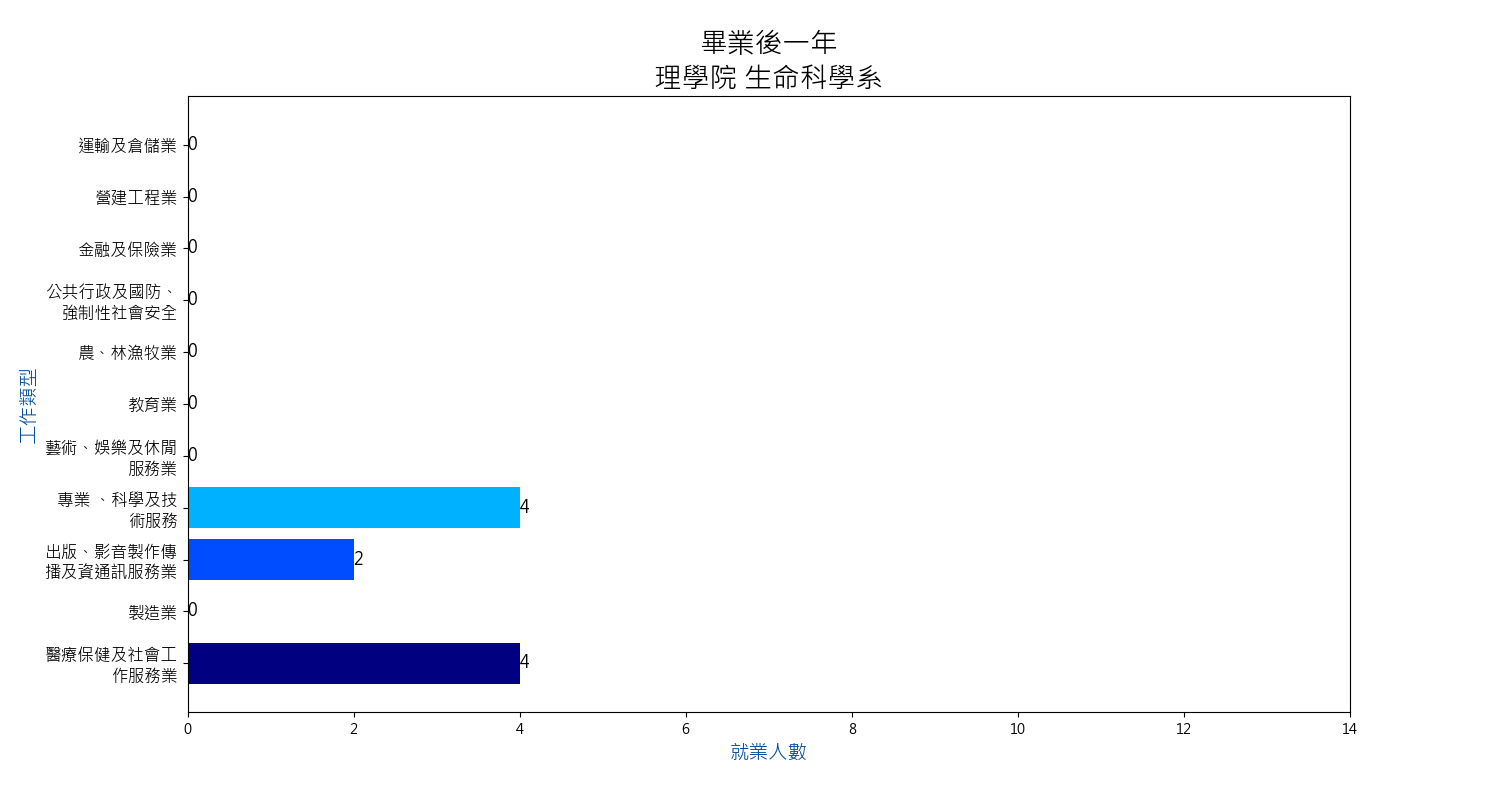 畢業後一年
理學院 生命科學系
工作類型
運輸及倉儲業
0
營建工程業
0
金融及保險業
0
公共行政及國防、
強制性社會安全
0
農、林漁牧業
0
教育業
0
藝術、娛樂及休閒
服務業
0
專業 、科學及技
術服務
4
出版、影音製作傳
播及資通訊服務業
2
製造業
0
醫療保健及社會工
作服務業
4
0 2 4 6 8 10 12 14
就業人數